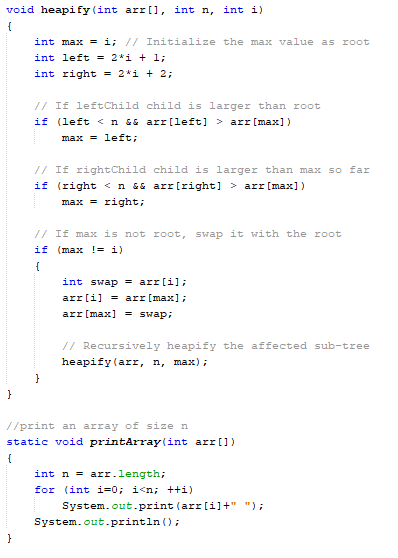 void heapify(int arr[], int n, int i)
{
    int max = i; // Initialize the max value as root
    int left = 2*i + 1;
    int right = 2*i + 2;

    // If leftChild child is larger than root
    if (left < n && arr[left] > arr[max])
        max = left;

    // If rightChild child is larger than max so far
    if (right < n && arr[right] > arr[max])
        max = right;

    // If max is not root, swap it with the root
    if (max != i)
    {
        int swap = arr[i];
        arr[i] = arr[max];
        arr[max] = swap;

        // Recursively heapify the affected sub-tree
        heapify(arr, n, max);
    }
}

//print an array of size n
static void printArray(int arr[])
{
    int n = arr.length;
    for (int i=0; i<n; ++i)
        System.out.print(arr[i]+" ");
    System.out.println();
}